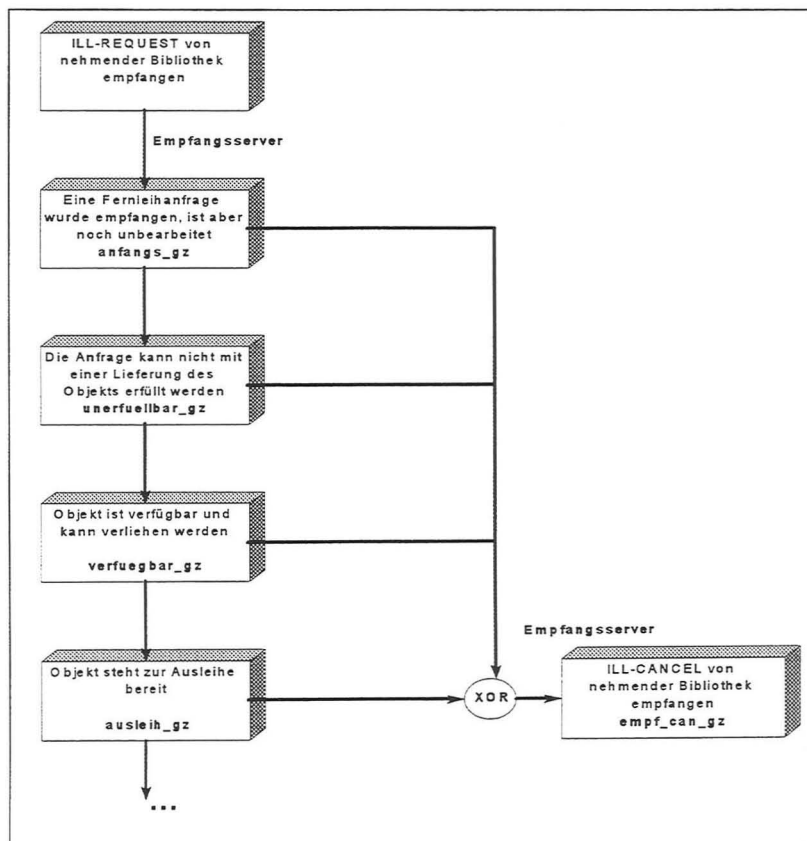 ILL-REQUEST von
nehmender Bibliothek
empfangen
Empfangsserver
Eine Fernleihanfrage
wurde empfangen, ist aber
noch unbearbeitet
anfangs_gz
Die Anfrage kann nicht mit
einer Lieferung des
Objekts erfüllt werden
unerfuellbar_gz
Objekt ist verfügbar und
kann verliehen werden
verfuegbar_gz
Objekt steht zur Ausleihe
bereit
ausleih_gz
...
XOR
Empfangsserver
ILL-CANCEL von
nehmender Bibliothek
empfangen
empf_can_gz